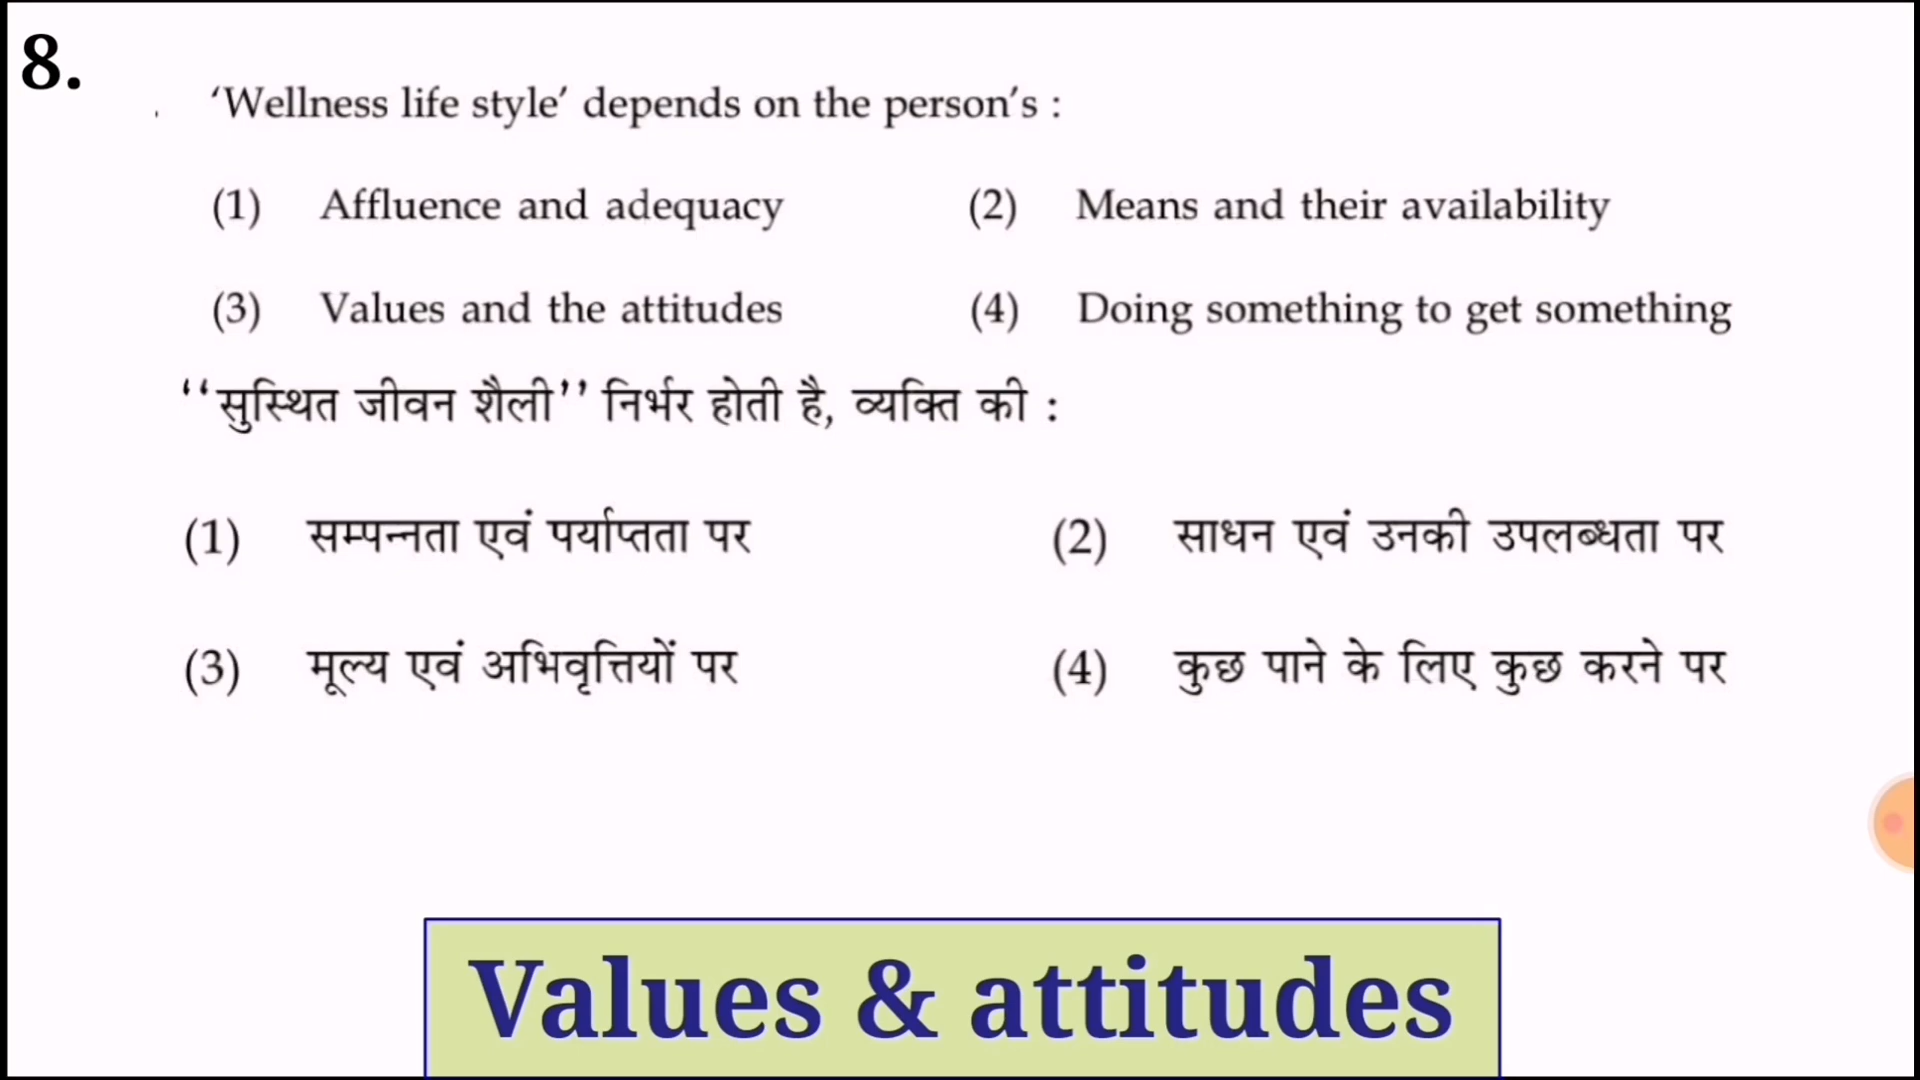 8.
‘Wellness life style’ depends on the person’s :
(1) Affluence and adequacy (2) Means and their availability
(3) Values and the attitudes (4) Doing something to get something
‘‘सुस्थित जीवन शैली’’ निर्भर होती है, व्यक्ति की :
(1) सम्पन्नता एवं पर्याप्तता पर (2) साधन एवं उनकी उपलब्धता पर
(3) मूल्य एवं अभिवृत्तियों पर (4) कुछ पाने के लिए कुछ करने पर
Values & attitudes